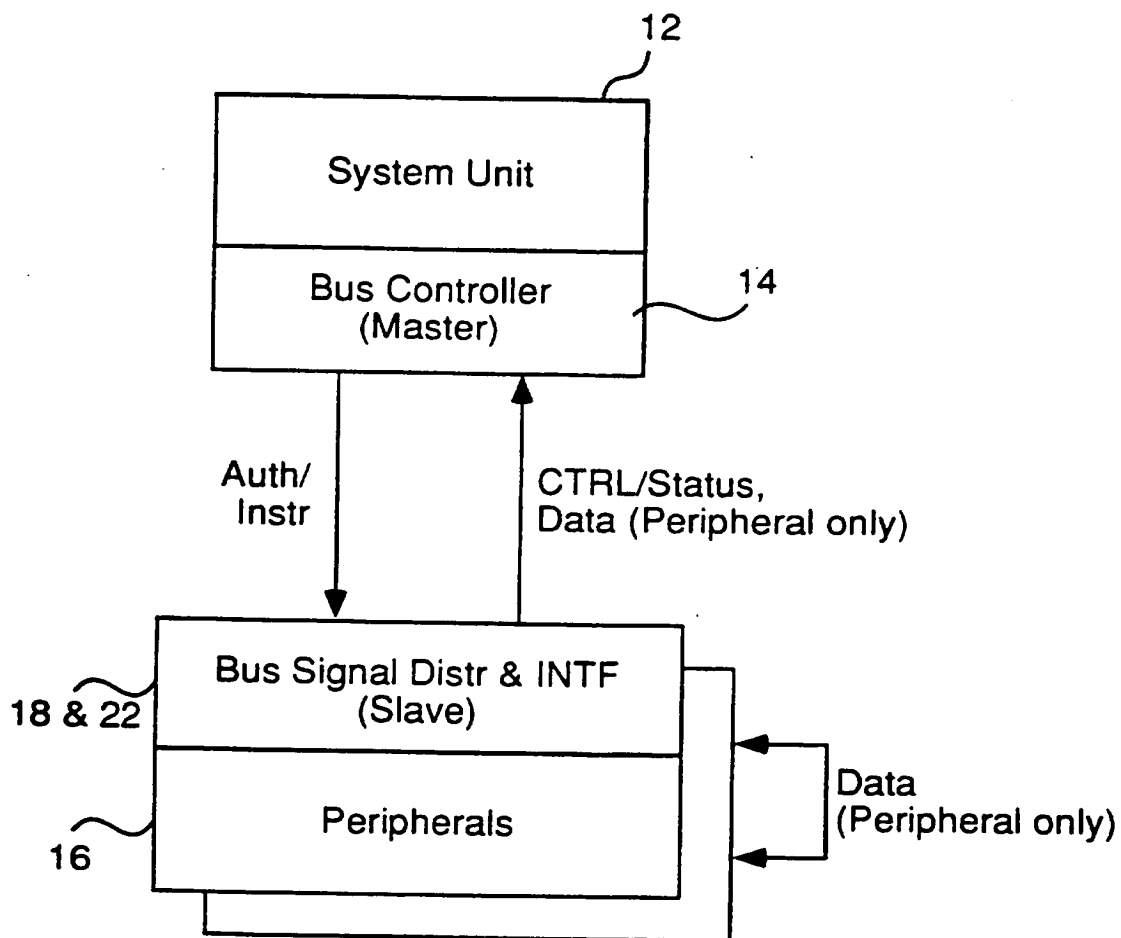 12
System Unit
Bus Controller
(Master)
14
Auth/
Instr
CTRL/Status,
Data (Peripheral only)
Bus Signal Distr & INTF
(Slave)
18 & 22
Peripherals
16
Data
(Peripheral only)